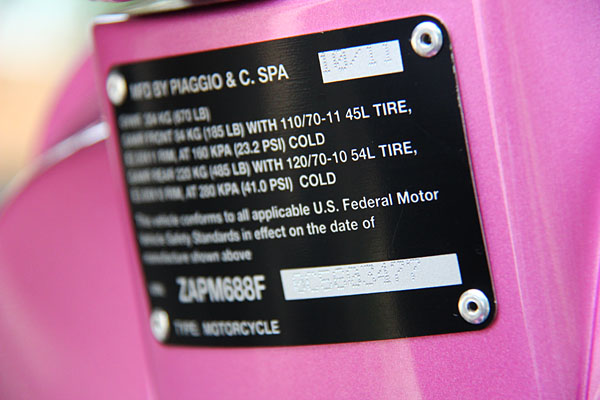 MFD BY PIAGGIO & C. SPA 10/11
304 KG (670 LB)
FRONT 84 KG (185 LB) WITH 110/70-11 45L TIRE,
RIM, AT 160 KPA (23.2 PSI) COLD
REAR 220 KG (485 LB) WITH 120/70-10 54L TIRE,
RIM, AT 280 KPA (41.0 PSI) COLD
This vehicle conforms to all applicable U.S. Federal Motor
Vehicle Safety Standards in effect on the date of
manufacture shown above
ZAPM688F
TYPE: MOTORCYCLE